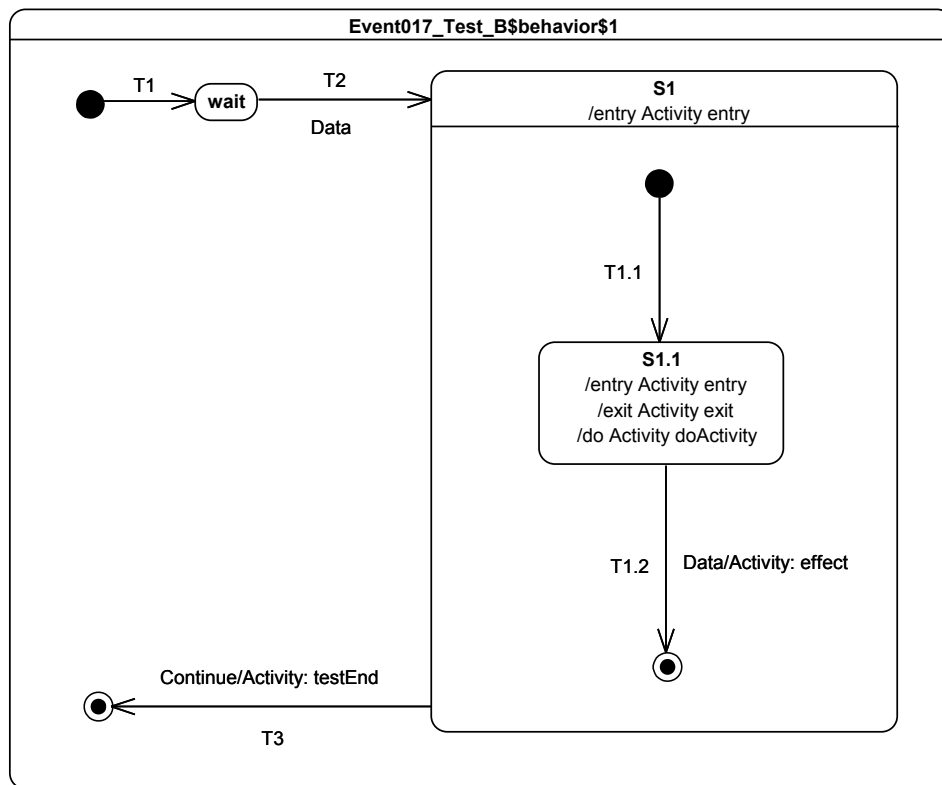 Event017_Test_B$behavior$1
T1
wait
T2
Data
S1
/entry Activity entry
T1.1
S1.1
/entry Activity entry
/exit Activity exit
/do Activity doActivity
T1.2
Data/Activity: effect
Continue/Activity: testEnd
T3